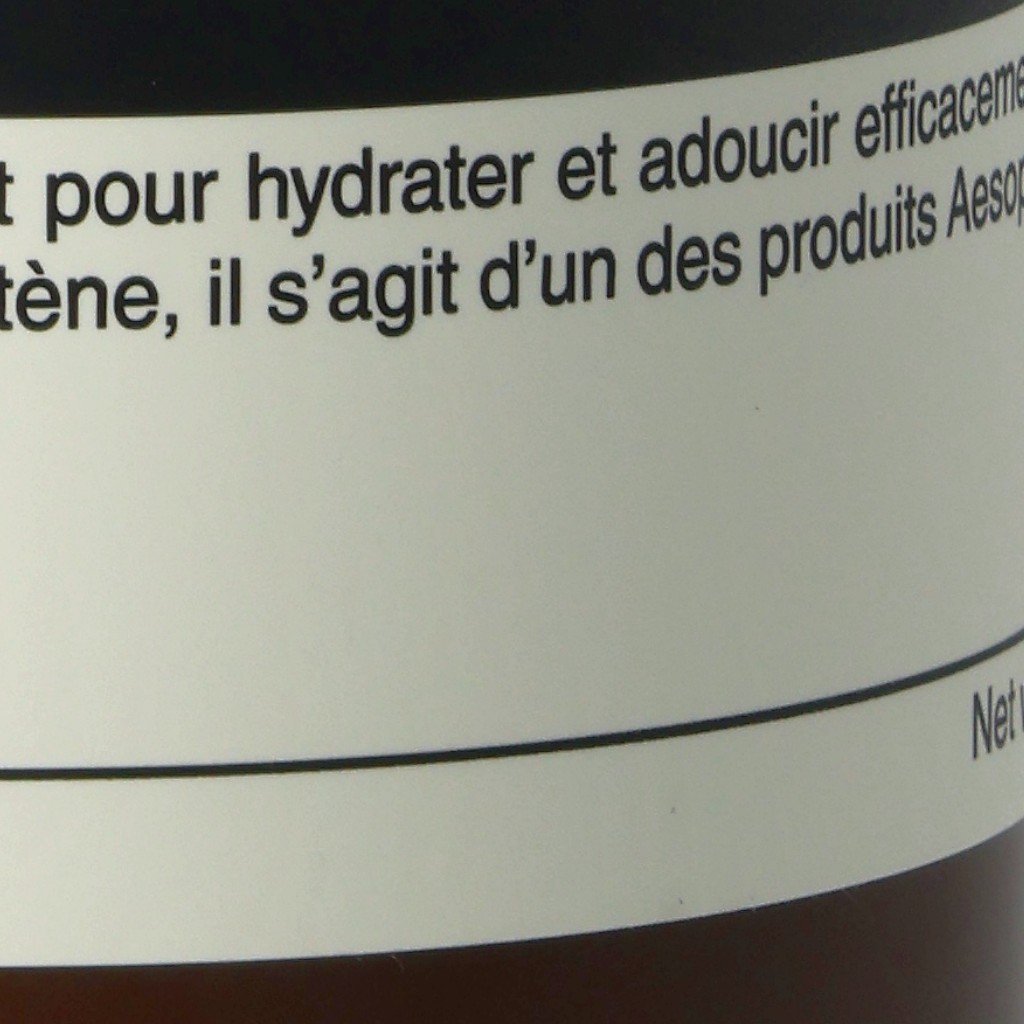 t pour hydrater et adoucir efficaceme
tène, il s’agit d’un des produits Aesop
Net